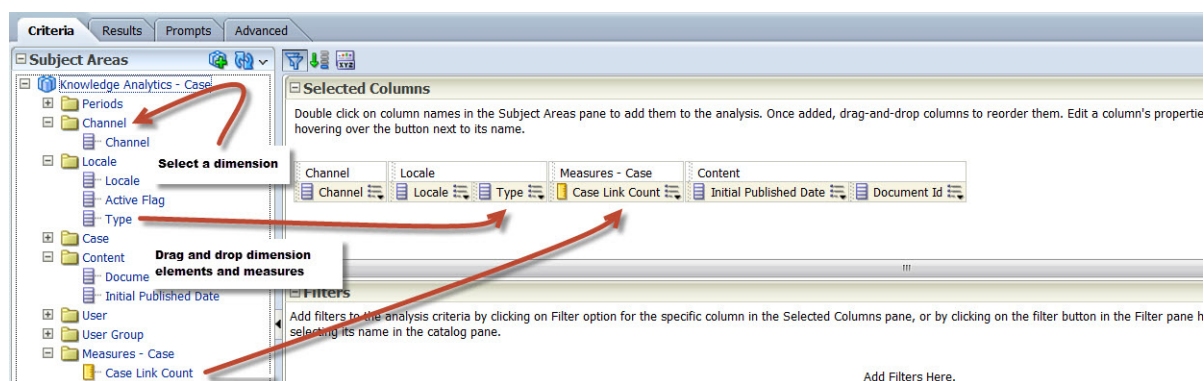 Criteria Results Prompts Advanced
Subject Areas
Knowledge Analytics - Case
Periods
Channel
Channel
Locale
Locale
Active Flag
Type
Case
Content
Docume
Initial Published Date
User
User Group
Measures - Case
Case Link Count
Select a dimension
Drag and drop dimension
elements and measures
XYZ
Selected Columns
Double click on column names in the Subject Areas pane to add them to the analysis. Once added, drag-and-drop columns to reorder them. Edit a column's propertie
hovering over the button next to its name.
Channel Locale Measures - Case Content
Channel Locale Type Case Link Count Initial Published Date Document Id
Filters
Add filters to the analysis criteria by clicking on Filter option for the specific column in the Selected Columns pane, or by clicking on the filter button in the Filter pane h
selecting its name in the catalog pane.
Add Filters Here.